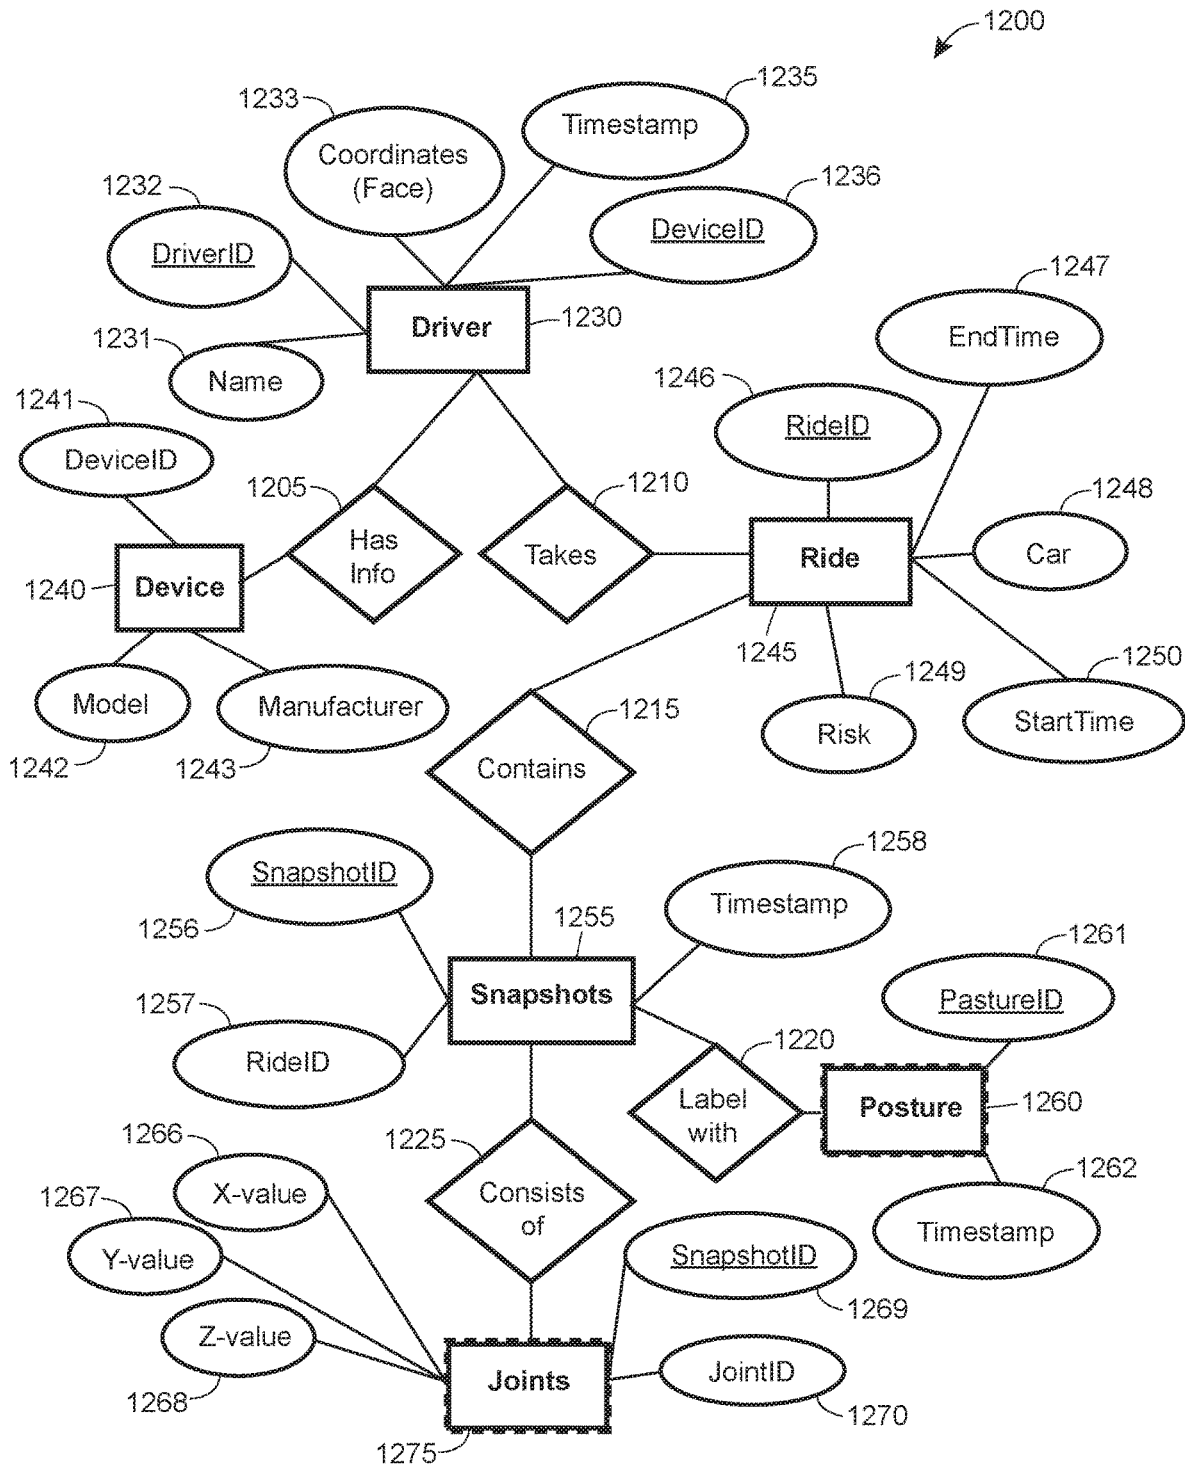 1200
1235
1233
Timestamp
Coordinates
(Face)
1232
1236
DriverID
DeviceID
1247
Driver
1230
EndTime
1231
Name
1246
RideID
1241
DeviceID
1205
1210
1248
Has
Info
Takes
Ride
Car
1240
Device
1245
1250
1249
Model
Manufacturer
1215
Risk
StartTime
1242
1243
Contains
1258
SnapshotID
Timestamp
1256
1255
1261
Snapshots
PastureID
1257
1220
RideID
Label
with
Posture
1260
1225
1266
1262
X-value
Consists
of
1267
Y-value
SnapshotID
Timestamp
1269
Z-value
Joints
JointID
1268
1270
1275